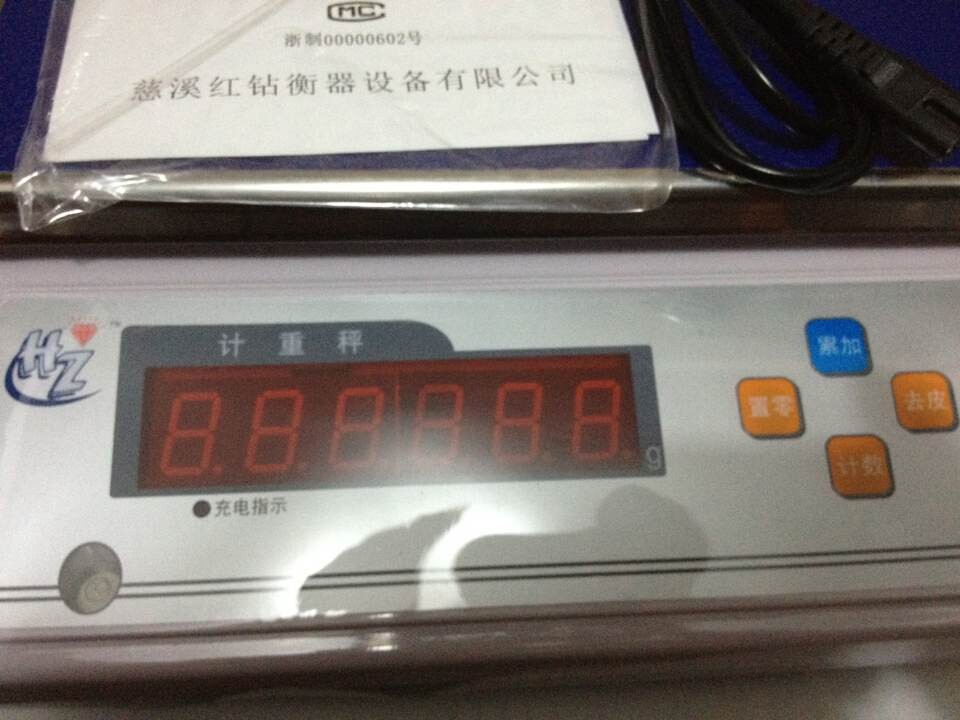 MC
浙制00000602号
慈溪红钻衡器设备有限公司
HZ
TM
计重秤
累加
置零
去皮
计数
8.8.8.8.8.8.
g
充电指示